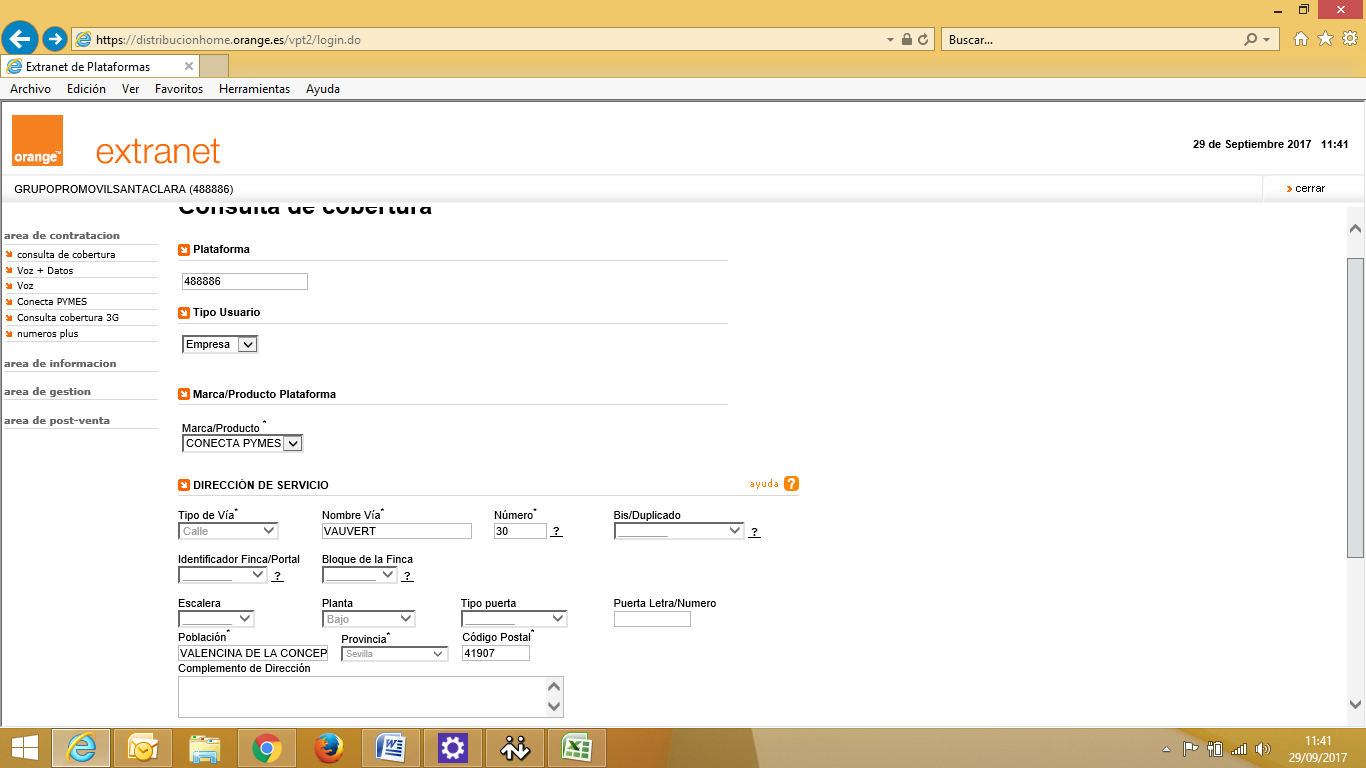 https://distribucionhome.orange.es/vpt2/login.do
Buscar...
Extranet de Plataformas
Archivo Edición Ver Favoritos Herramientas Ayuda
orange™
extranet
29 de Septiembre 2017 11:41
GRUPOPROMOVILSANTACLARA (488886)
cerrar
Consulta de cobertura
area de contratacion
consulta de cobertura
Voz + Datos
Voz
Conecta PYMES
Consulta cobertura 3G
numeros plus
area de informacion
area de gestion
area de post-venta
Plataforma
488886
Tipo Usuario
Empresa
Marca/Producto Plataforma
Marca/Producto *
CONECTA PYMES
DIRECCIÓN DE SERVICIO
ayuda ?
Tipo de Vía* Nombre Vía* Número* Bis/Duplicado
Calle VAUVERT 30 ? ________ ?
Identificador Finca/Portal Bloque de la Finca
________ ? ________ ?
Escalera Planta Tipo puerta Puerta Letra/Numero
________ Bajo ________
Población* Provincia* Código Postal*
VALENCINA DE LA CONCEP Sevilla 41907
Complemento de Dirección
11:41
29/09/2017